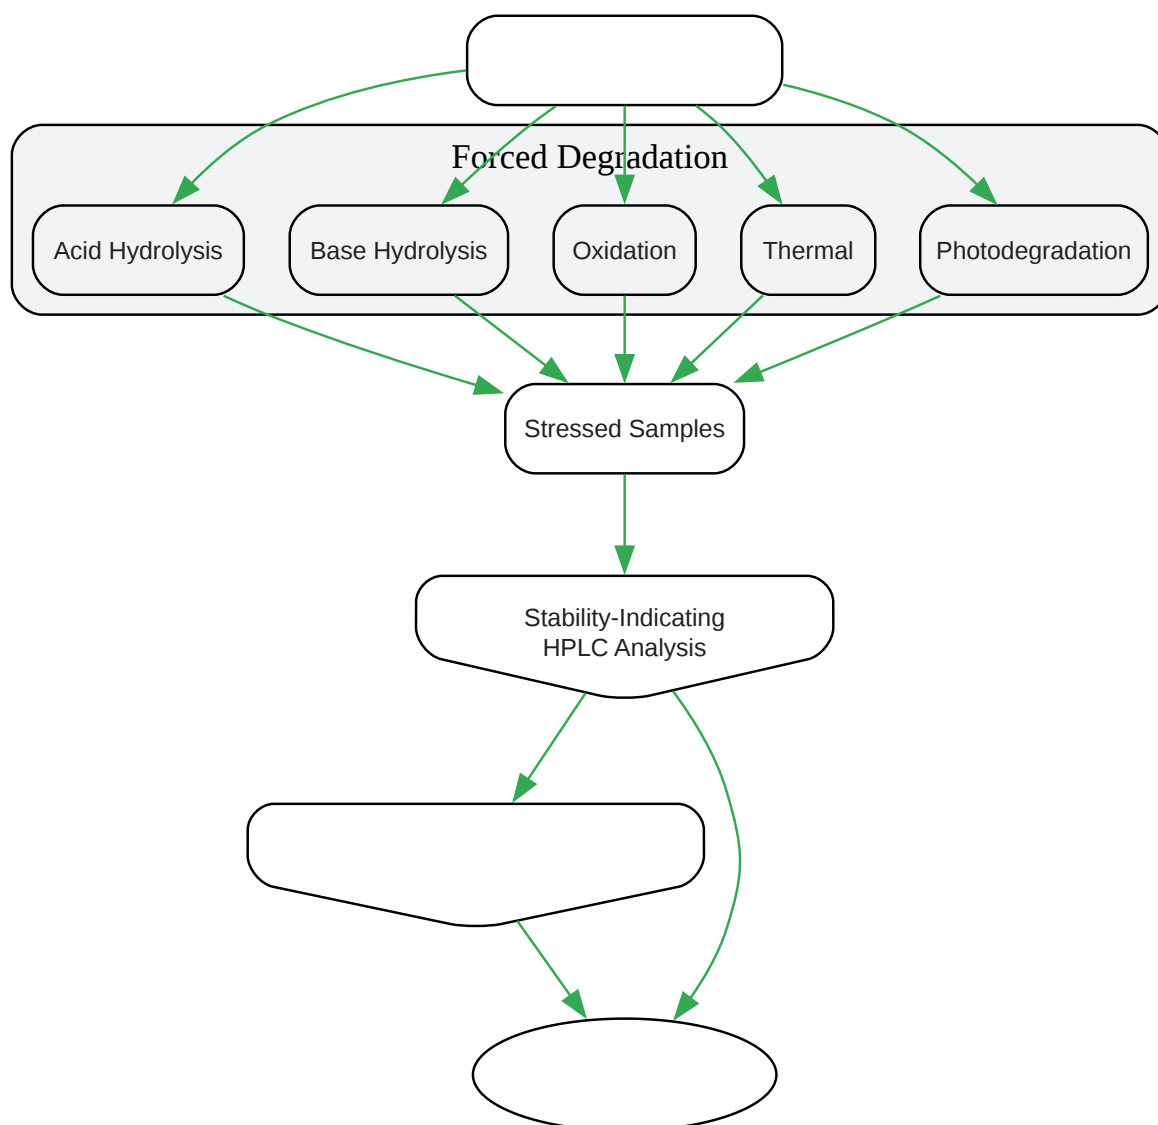 Forced Degradation
Acid Hydrolysis
Base Hydrolysis
Oxidation
Thermal
Photodegradation
Stressed Samples
Stability-Indicating
HPLC Analysis